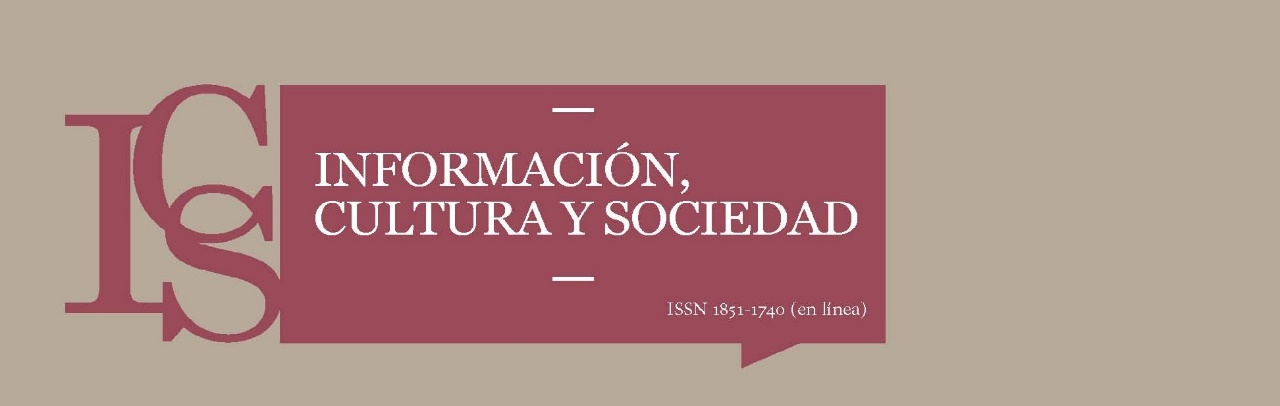 ICS
INFORMACIÓN,
CULTURA Y SOCIEDAD
ISSN 1851-1740 (en línea)